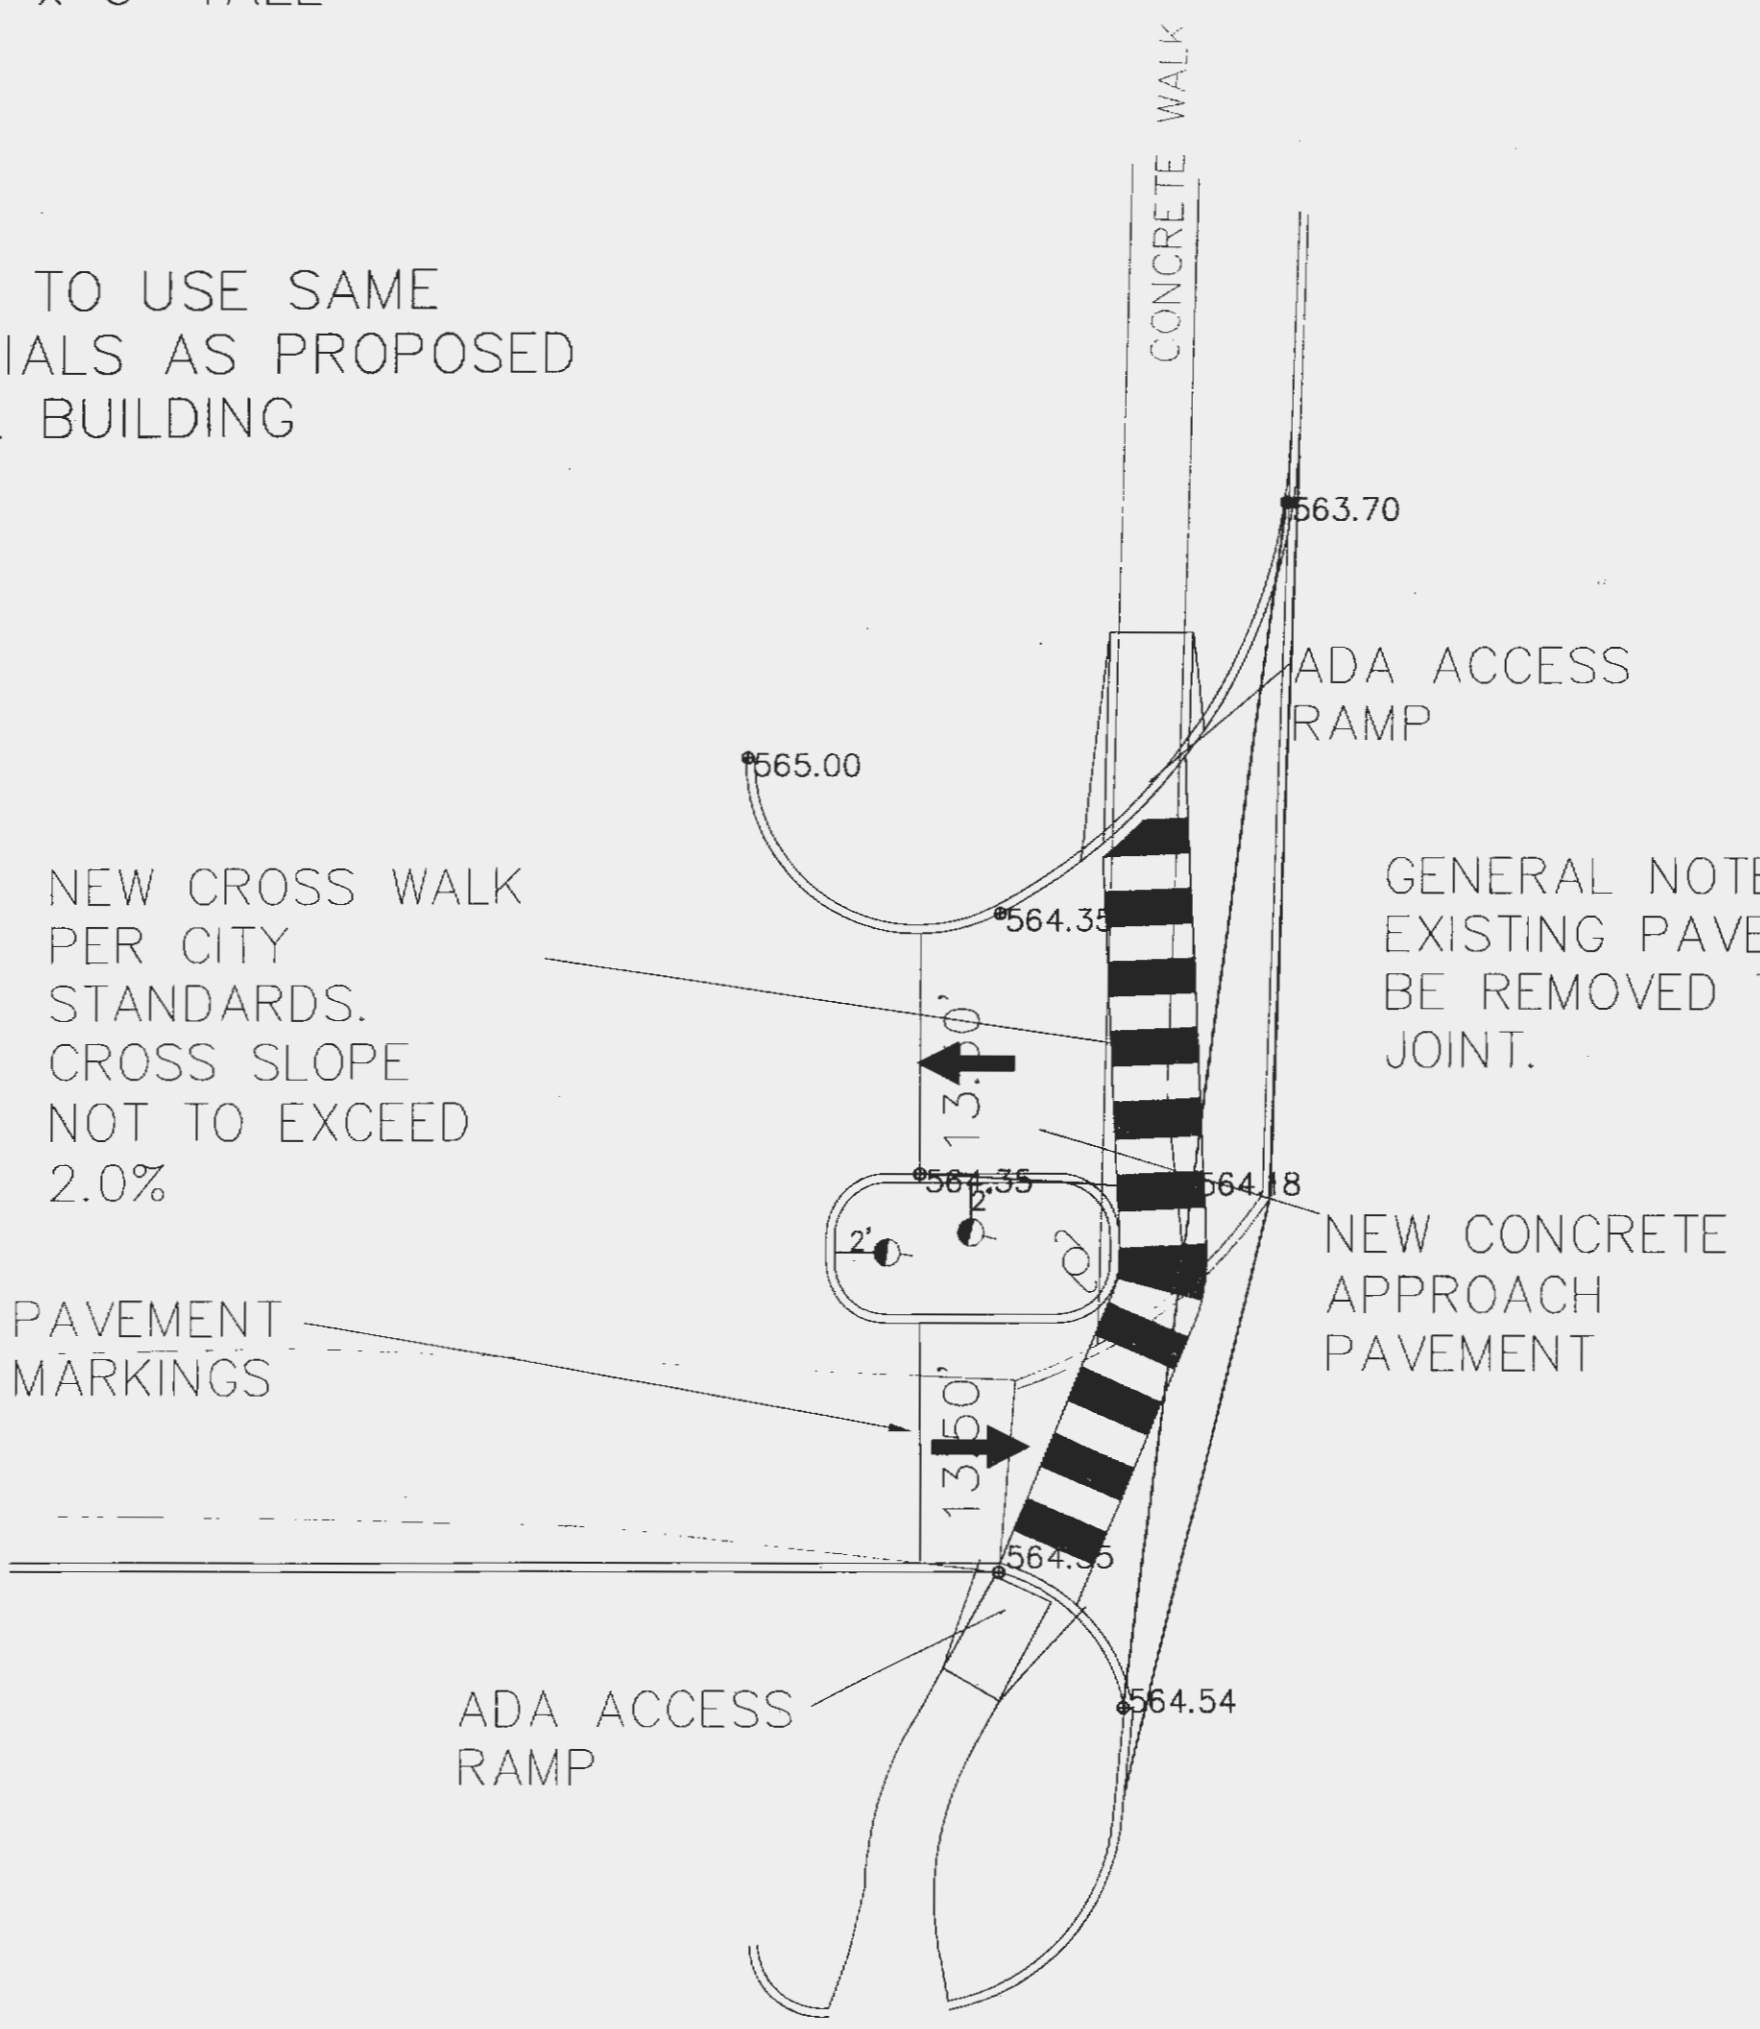 TO USE SAME
IALS AS PROPOSED
BUILDING
CONCRETE WALK
563.70
ADA ACCESS
RAMP
565.00
564.35
NEW CROSS WALK
PER CITY
STANDARDS.
CROSS SLOPE
NOT TO EXCEED
2.0%
GENERAL NOTE
EXISTING PAVE
BE REMOVED
JOINT.
13.50'
564.35
564.18
2'
2'
NEW CONCRETE
APPROACH
PAVEMENT
PAVEMENT
MARKINGS
13.50'
564.35
ADA ACCESS
RAMP
564.54